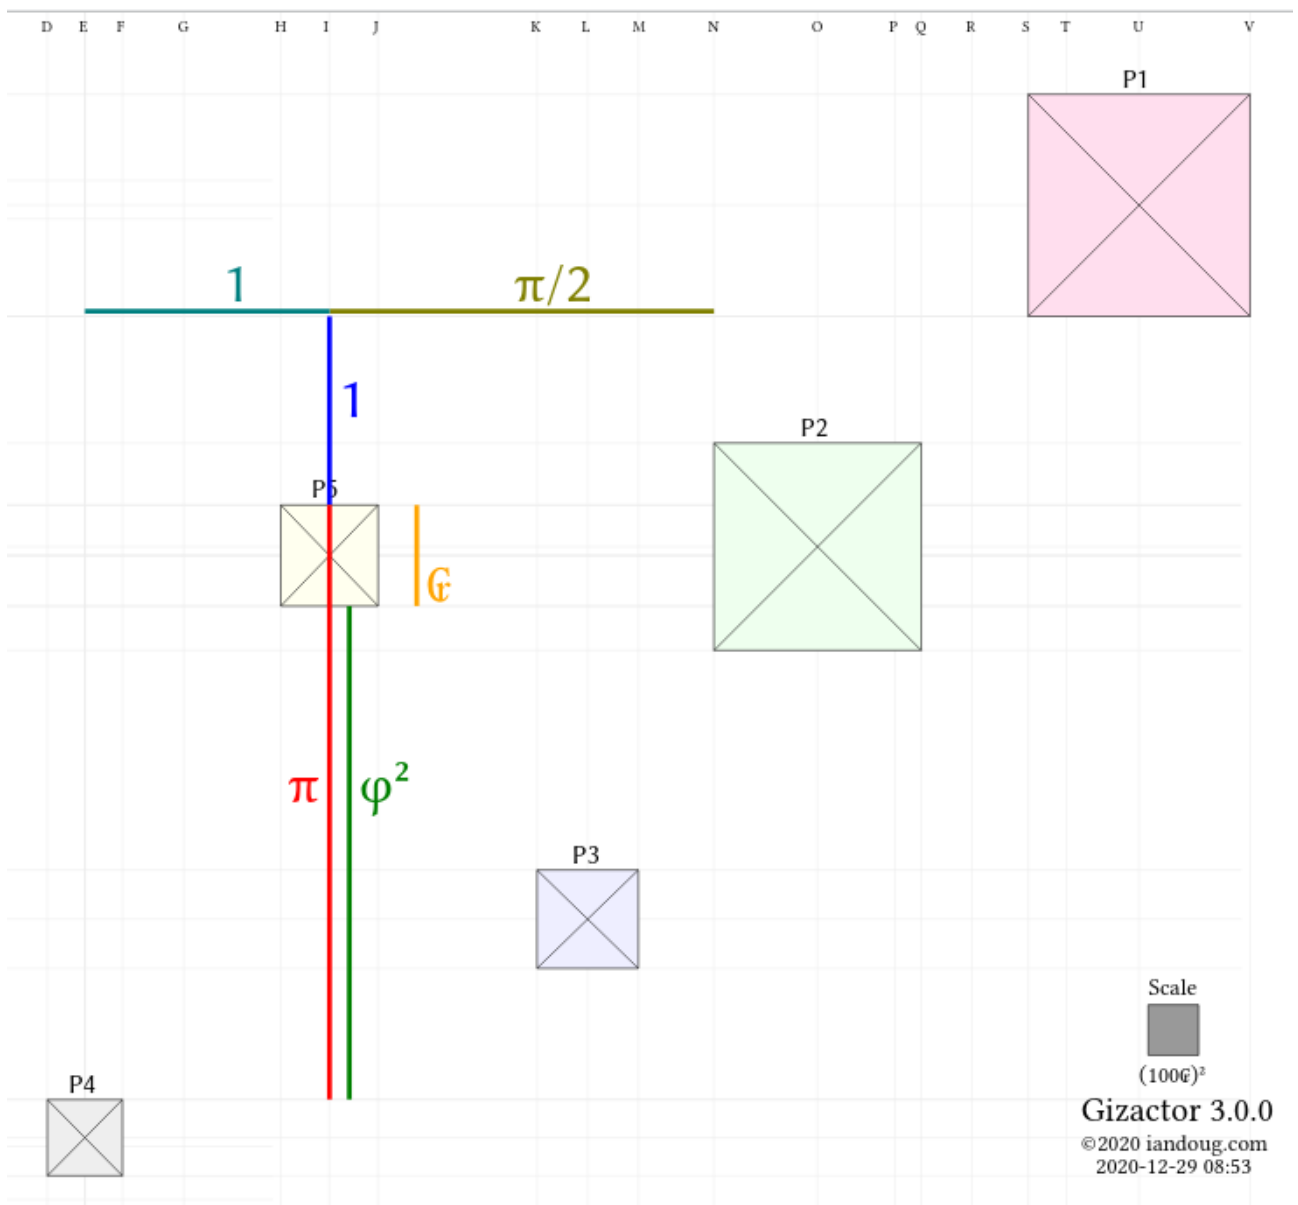 D E F G H I J K L M N O P Q R S T U V
P1
1 π/2
1
P2
P5
₢
π φ²
P3
Scale
(100₢)²
P4
Gizactor 3.0.0
©2020 iandoug.com
2020-12-29 08:53